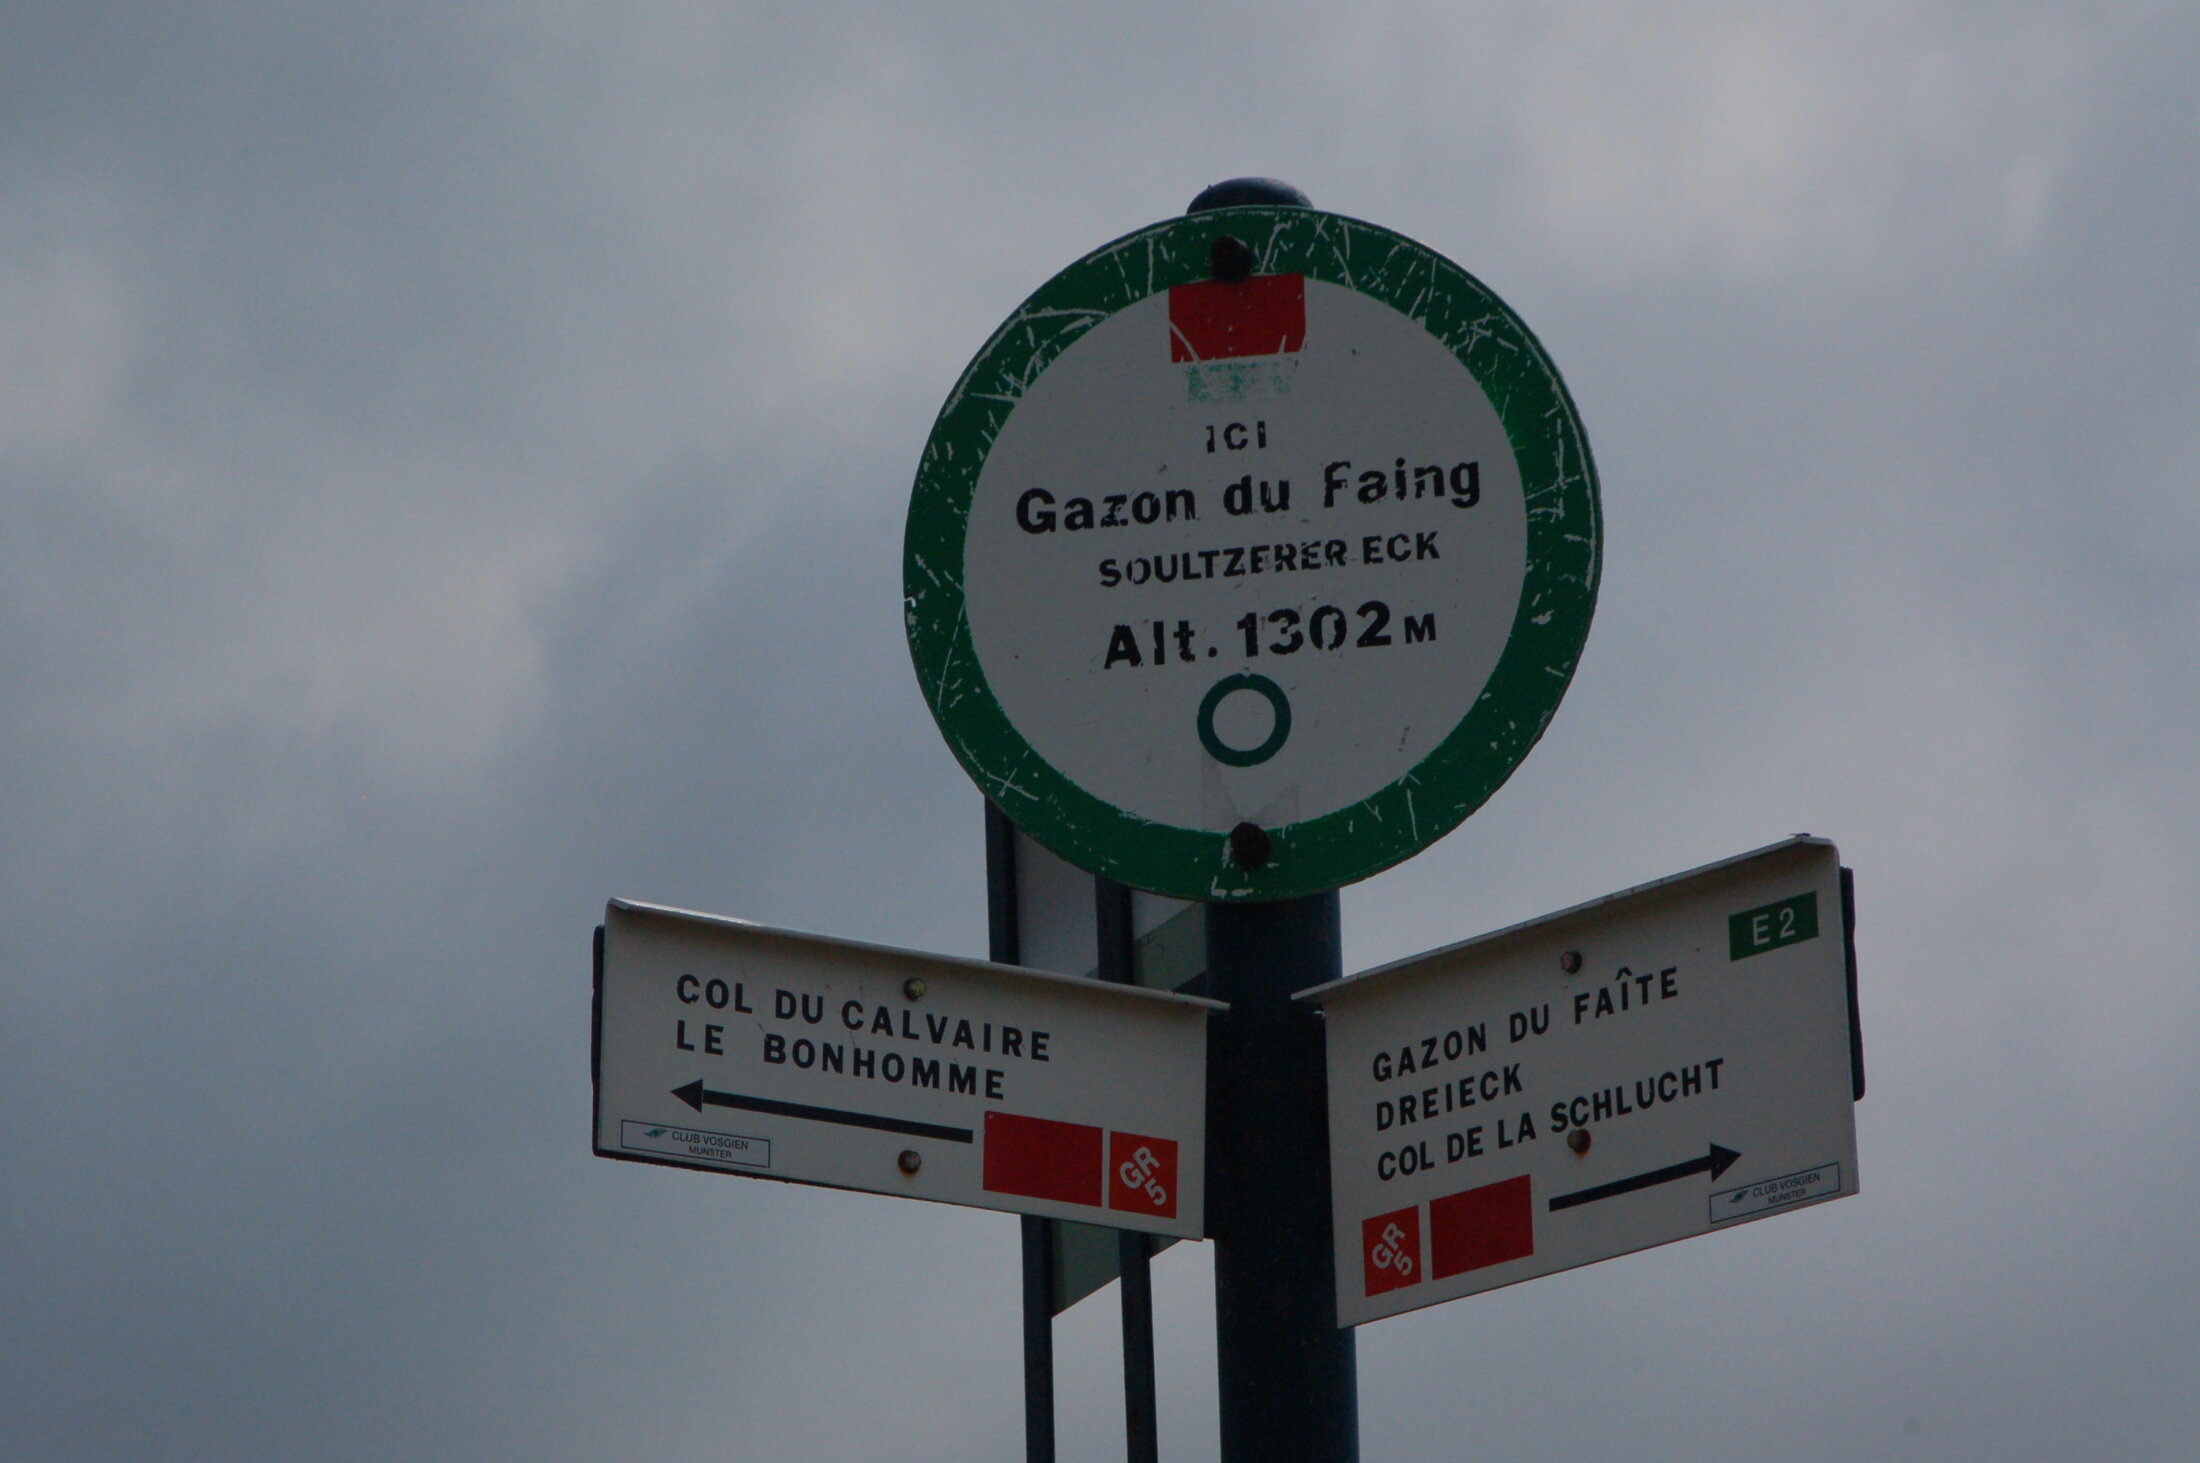 ICI
Gazon du Faing
SOULTZERER ECK
Alt. 1302 M
COL DU CALVAIRE
LE BONHOMME
CLUB VOSGIEN
MUNSTER
GR
5
E 2
GAZON DU FAÎTE
DREIECK
COL DE LA SCHLUCHT
GR
5
CLUB VOSGIEN
MUNSTER